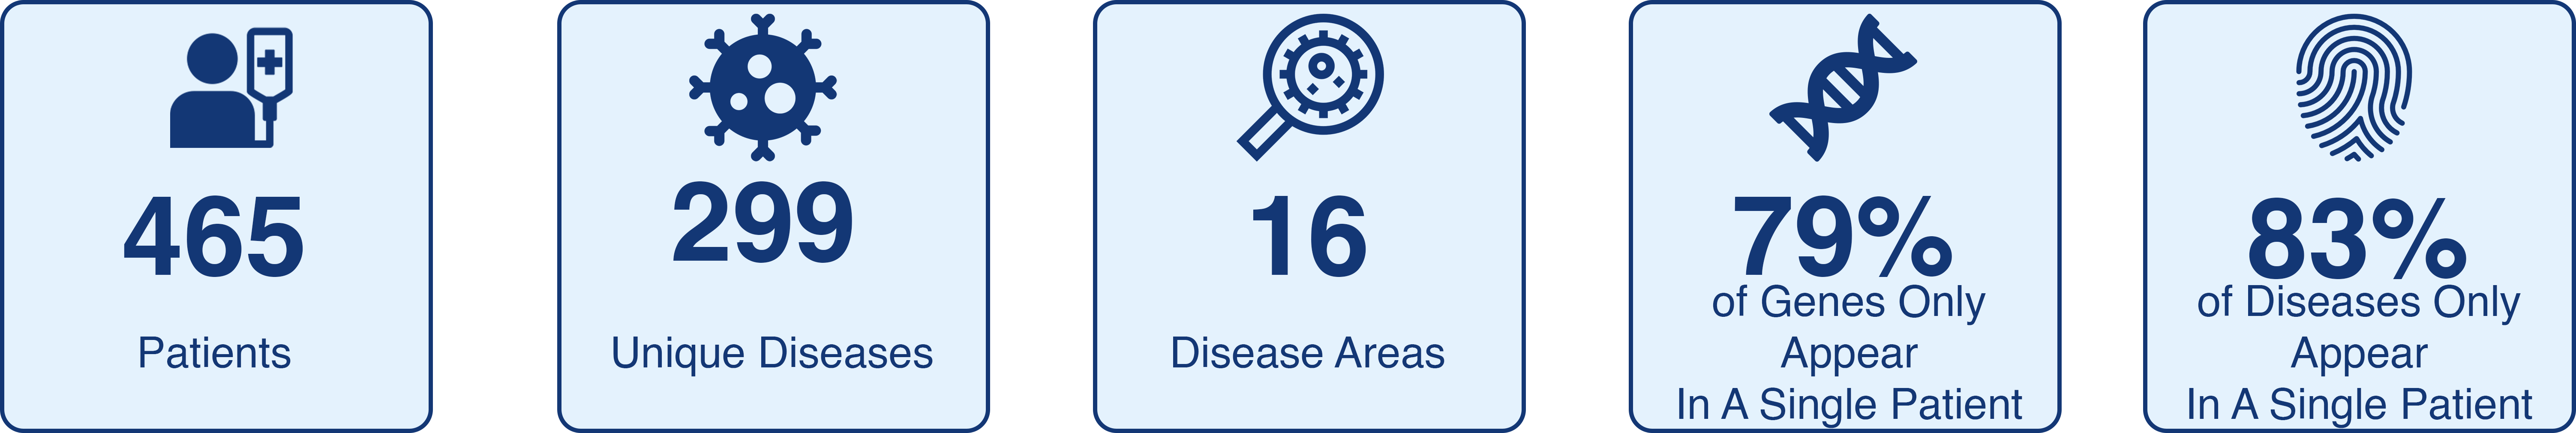 465
Patients
299
Unique Diseases
16
Disease Areas
79%
of Genes Only
Appear
In A Single Patient
83%
of Diseases Only
Appear
In A Single Patient